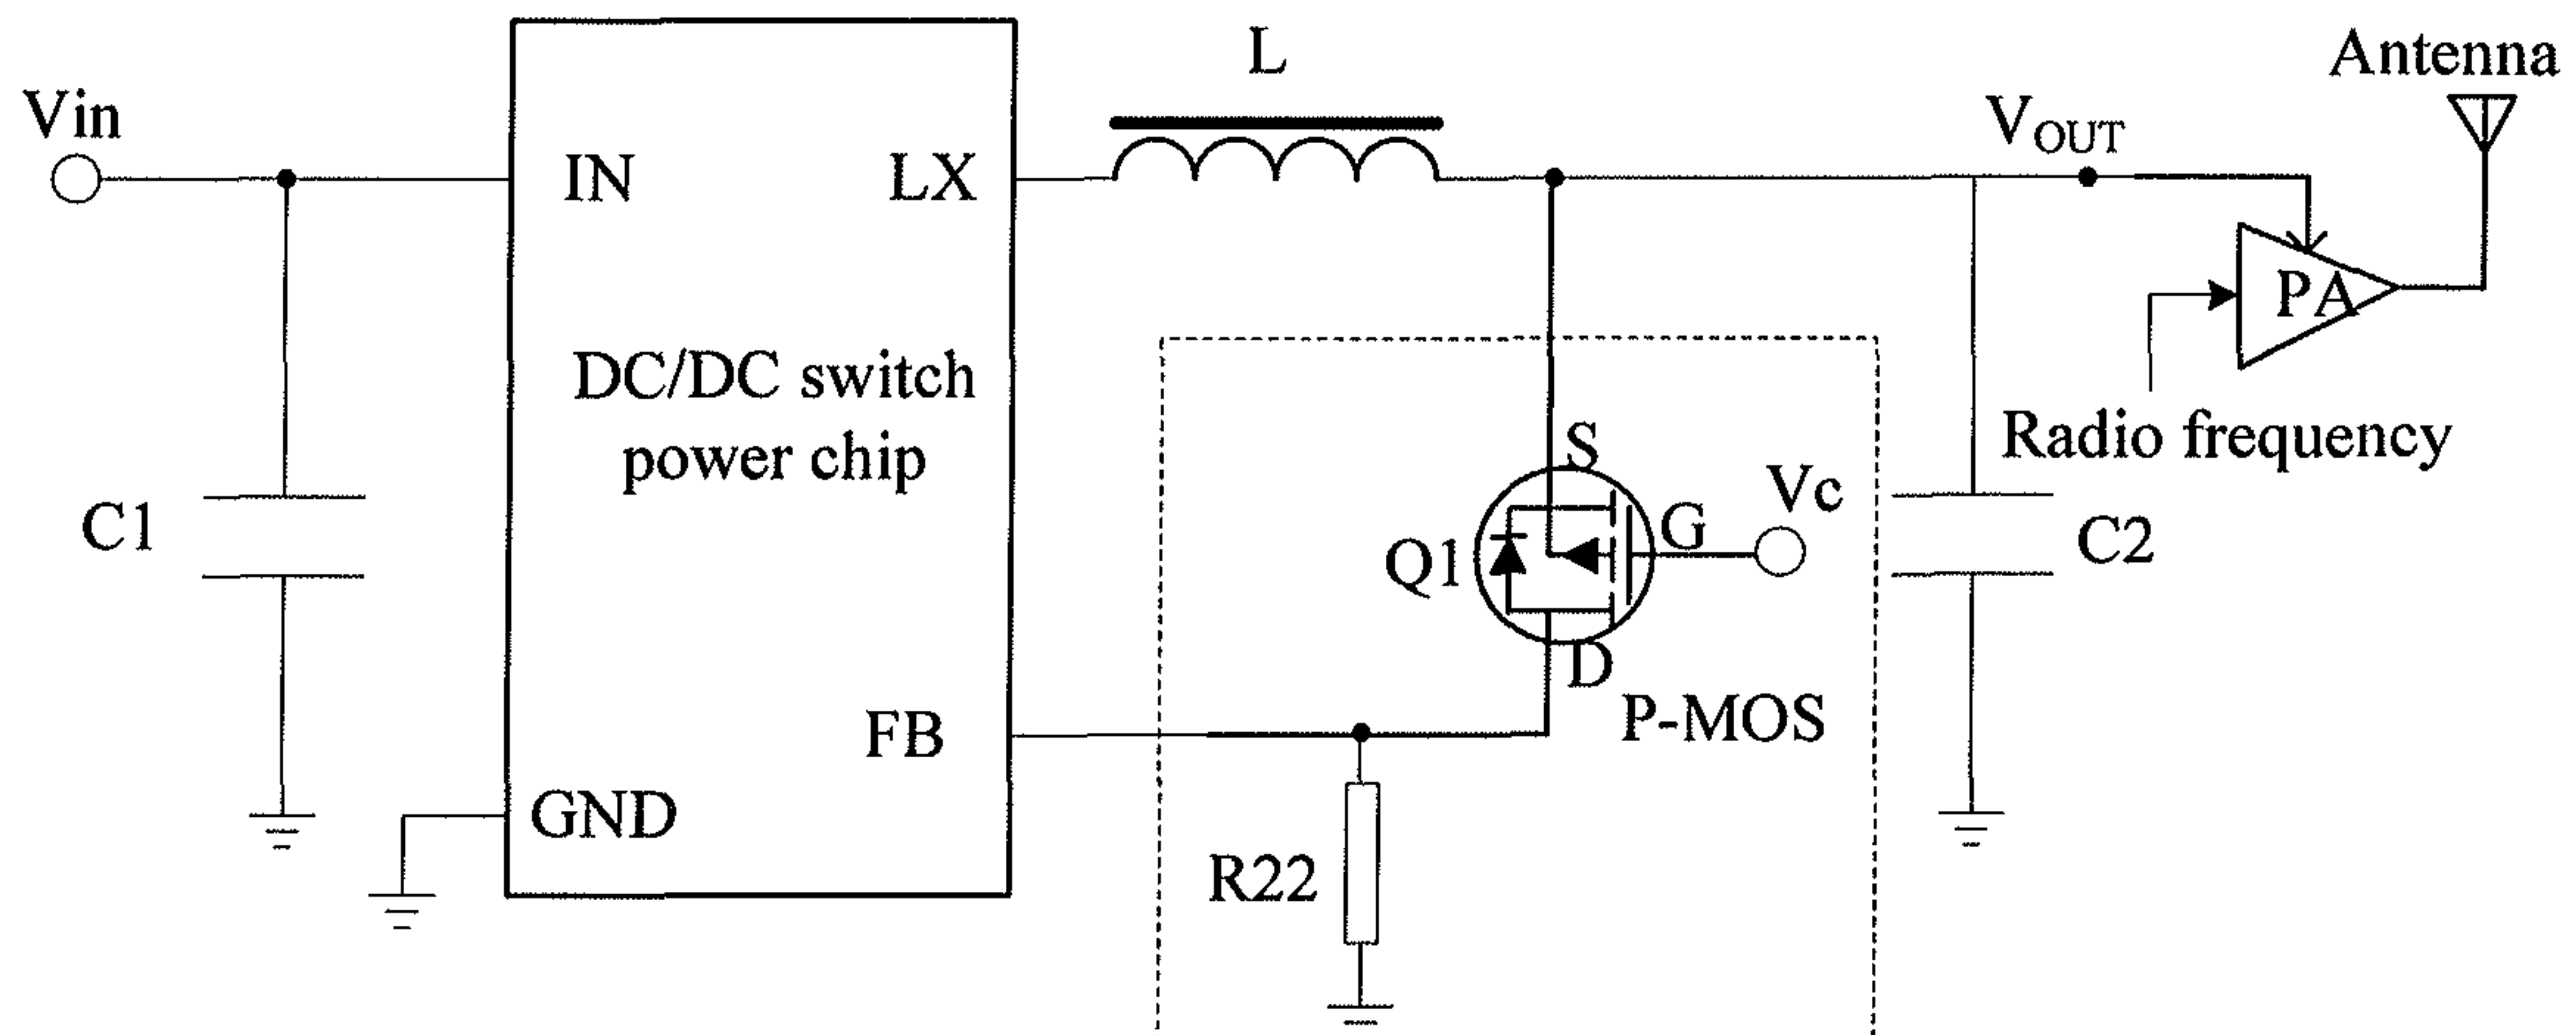 Vin
L
Antenna
V_OUT
IN
LX
DC/DC switch
power chip
PA
Radio frequency
S
Vc
G
C1
Q1
C2
D
P-MOS
FB
GND
R22